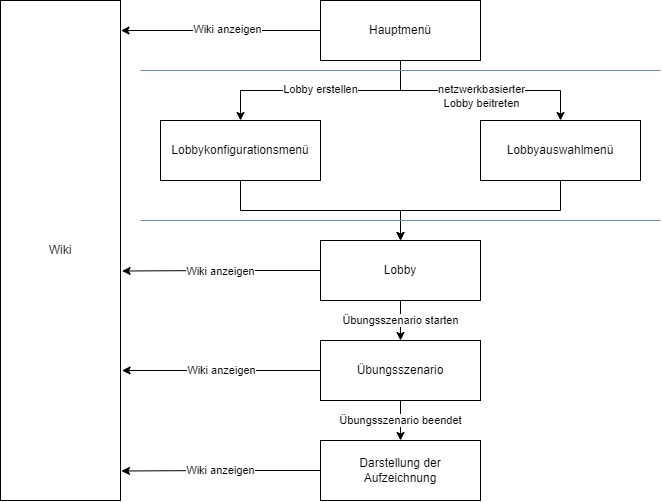 Wiki anzeigen
Hauptmenü
Lobby erstellen
netzwerkbasierter
Lobby beitreten
Lobbykonfigurationsmenü
Lobbyauswahlmenü
Wiki
Wiki anzeigen
Lobby
Übungsszenario starten
Wiki anzeigen
Übungsszenario
Übungsszenario beendet
Wiki anzeigen
Darstellung der
Aufzeichnung